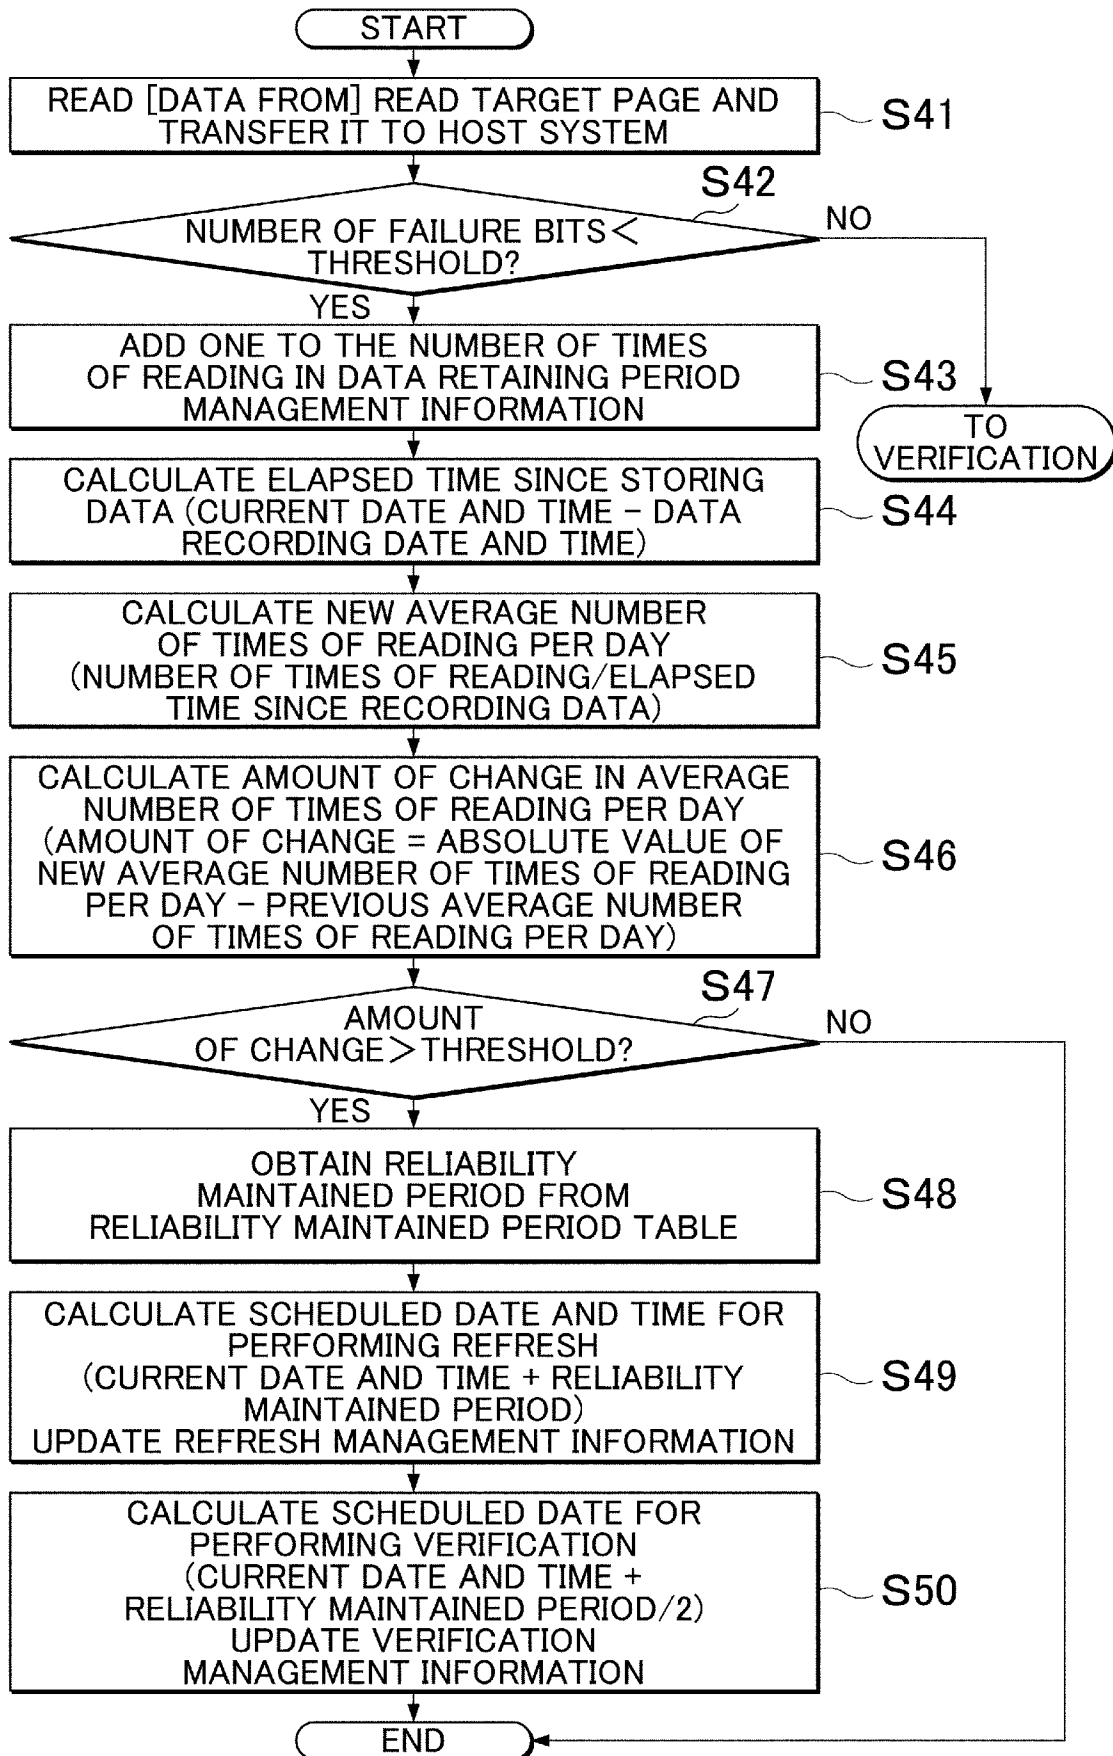 START
READ [DATA FROM] READ TARGET PAGE AND
TRANSFER IT TO HOST SYSTEM
S41
S42
NUMBER OF FAILURE BITS<
THRESHOLD?
NO
YES
ADD ONE TO THE NUMBER OF TIMES
OF READING IN DATA RETAINING PERIOD
MANAGEMENT INFORMATION
S43
TO
VERIFICATION
CALCULATE ELAPSED TIME SINCE STORING
DATA (CURRENT DATE AND TIME - DATA
RECORDING DATE AND TIME)
S44
CALCULATE NEW AVERAGE NUMBER
OF TIMES OF READING PER DAY
(NUMBER OF TIMES OF READING/ELAPSED
TIME SINCE RECORDING DATA)
S45
CALCULATE AMOUNT OF CHANGE IN AVERAGE
NUMBER OF TIMES OF READING PER DAY
(AMOUNT OF CHANGE = ABSOLUTE VALUE OF
NEW AVERAGE NUMBER OF TIMES OF READING
PER DAY - PREVIOUS AVERAGE NUMBER
OF TIMES OF READING PER DAY)
S46
S47
AMOUNT
OF CHANGE>THRESHOLD?
NO
YES
OBTAIN RELIABILITY
MAINTAINED PERIOD FROM
RELIABILITY MAINTAINED PERIOD TABLE
S48
CALCULATE SCHEDULED DATE AND TIME FOR
PERFORMING REFRESH
(CURRENT DATE AND TIME + RELIABILITY
MAINTAINED PERIOD)
UPDATE REFRESH MANAGEMENT INFORMATION
S49
CALCULATE SCHEDULED DATE FOR
PERFORMING VERIFICATION
(CURRENT DATE AND TIME +
RELIABILITY MAINTAINED PERIOD/2)
UPDATE VERIFICATION
MANAGEMENT INFORMATION
S50
END